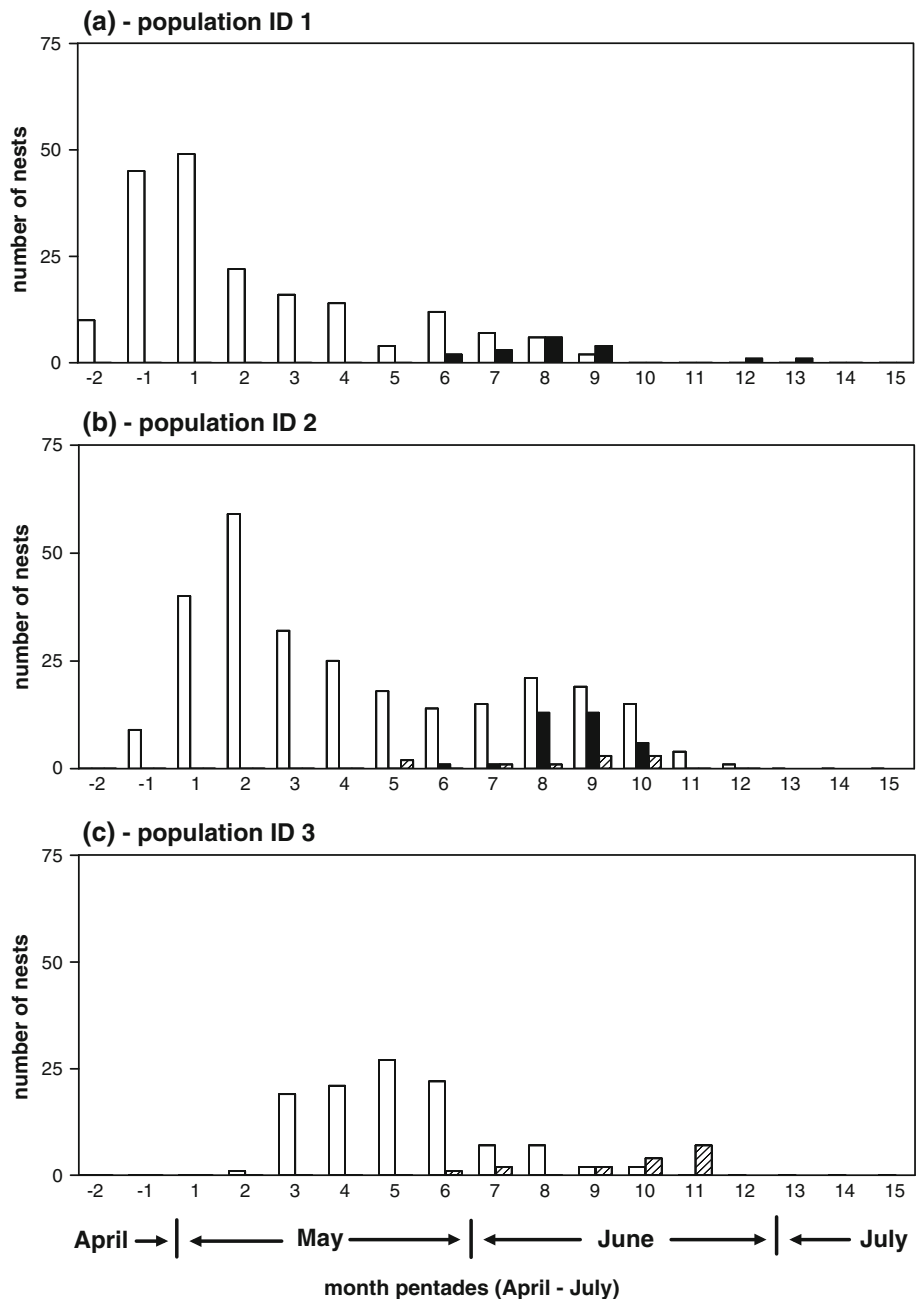 (a) - population ID 1
75
50
25
0
number of nests
-2 -1 1 2 3 4 5 6 7 8 9 10 11 12 13 14 15
(b) - population ID 2
75
50
25
0
number of nests
-2 -1 1 2 3 4 5 6 7 8 9 10 11 12 13 14 15
(c) - population ID 3
75
50
25
0
number of nests
-2 -1 1 2 3 4 5 6 7 8 9 10 11 12 13 14 15
April May June July
month pentades (April - July)